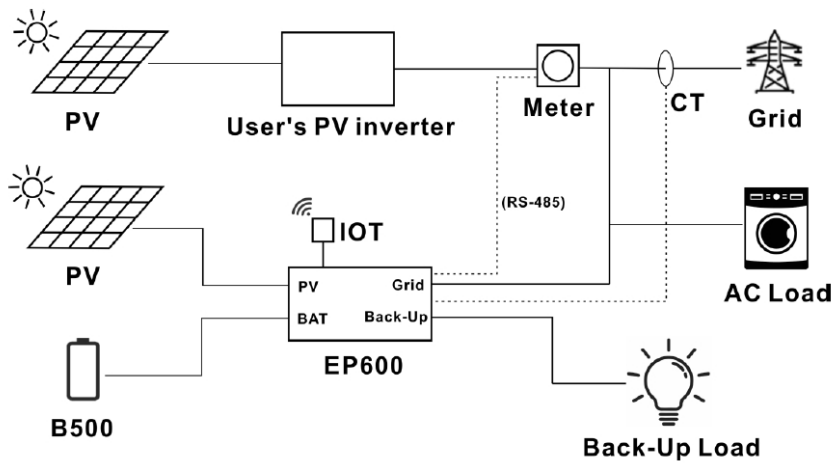 PV
User's PV inverter
Meter
CT
Grid
(RS-485)
PV
IOT
PV
Grid
BAT
Back-Up
EP600
AC Load
B500
Back-Up Load